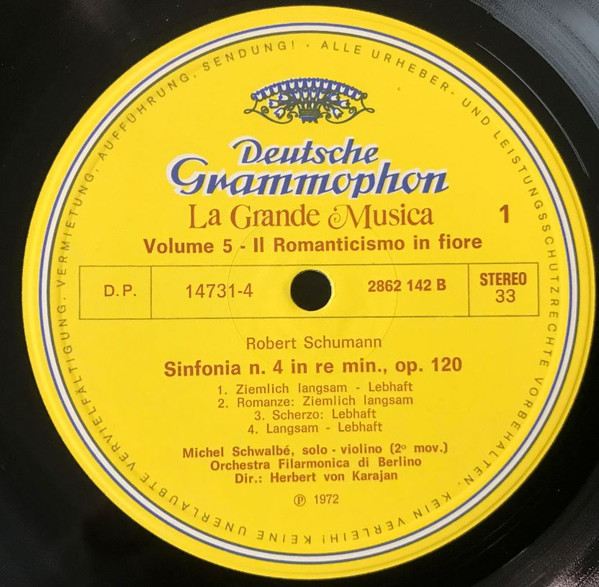 ALLE URHEBER- UND LEISTUNGSSCHUTZRECHTE VORBEHALTEN. KEIN VERLEIH! KEINE UNERLAUBTE VERVIELFÄLTIGUNG, VERMIETUNG, AUFFÜHRUNG, SENDUNG! ·
Deutsche
Grammophon
La Grande Musica 1
Volume 5 - Il Romanticismo in fiore
D.P. 14731-4 2862 142 B STEREO
33
Robert Schumann
Sinfonia n. 4 in re min., op. 120
1. Ziemlich langsam - Lebhaft
2. Romanze: Ziemlich langsam
3. Scherzo: Lebhaft
4. Langsam - Lebhaft
Michel Schwalbé, solo - violino (2º mov.)
Orchestra Filarmonica di Berlino
Dir.: Herbert von Karajan
℗ 1972